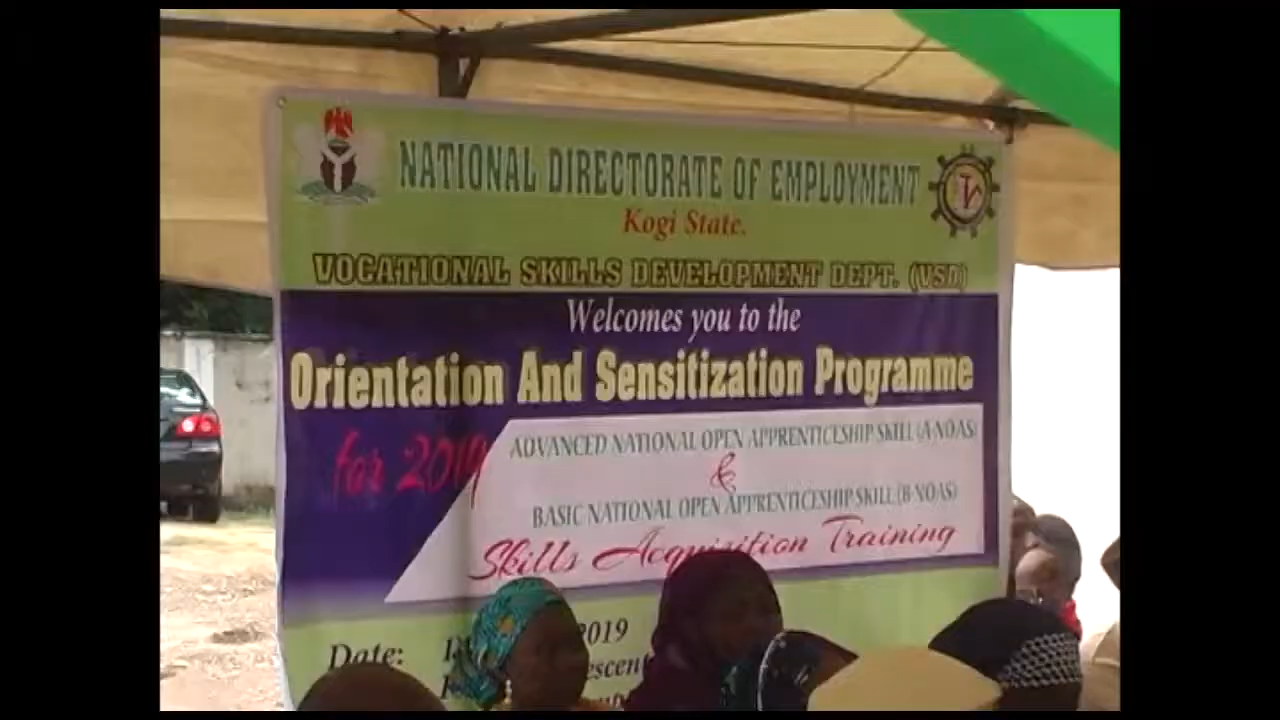 NATIONAL DIRECTORATE OF EMPLOYMENT
Kogi State.
VOCATIONAL SKILLS DEVELOPMENT DEPT. (VSD)
Welcomes you to the
Orientation And Sensitization Programme
for 2019
ADVANCED NATIONAL OPEN APPRENTICESHIP SKILL (A-NOAS)
&
BASIC NATIONAL OPEN APPRENTICESHIP SKILL (B-NOAS)
Skills Acquisition Training
Date: 2019